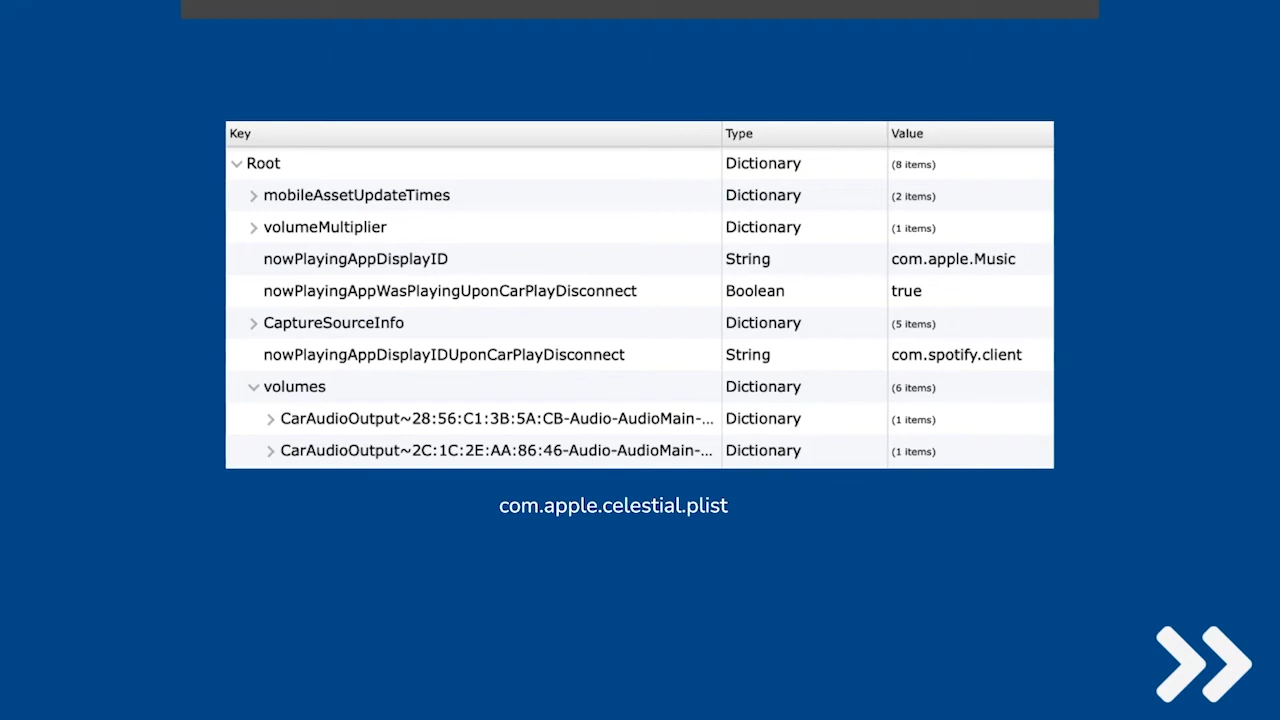 Key Type Value
Root Dictionary (8 items)
mobileAssetUpdateTimes Dictionary (2 items)
volumeMultiplier Dictionary (1 items)
nowPlayingAppDisplayID String com.apple.Music
nowPlayingAppWasPlayingUponCarPlayDisconnect Boolean true
CaptureSourceInfo Dictionary (5 items)
nowPlayingAppDisplayIDUponCarPlayDisconnect String com.spotify.client
volumes Dictionary (6 items)
CarAudioOutput~28:56:C1:3B:5A:CB-Audio-AudioMain-... Dictionary (1 items)
CarAudioOutput~2C:1C:2E:AA:86:46-Audio-AudioMain-... Dictionary (1 items)
com.apple.celestial.plist